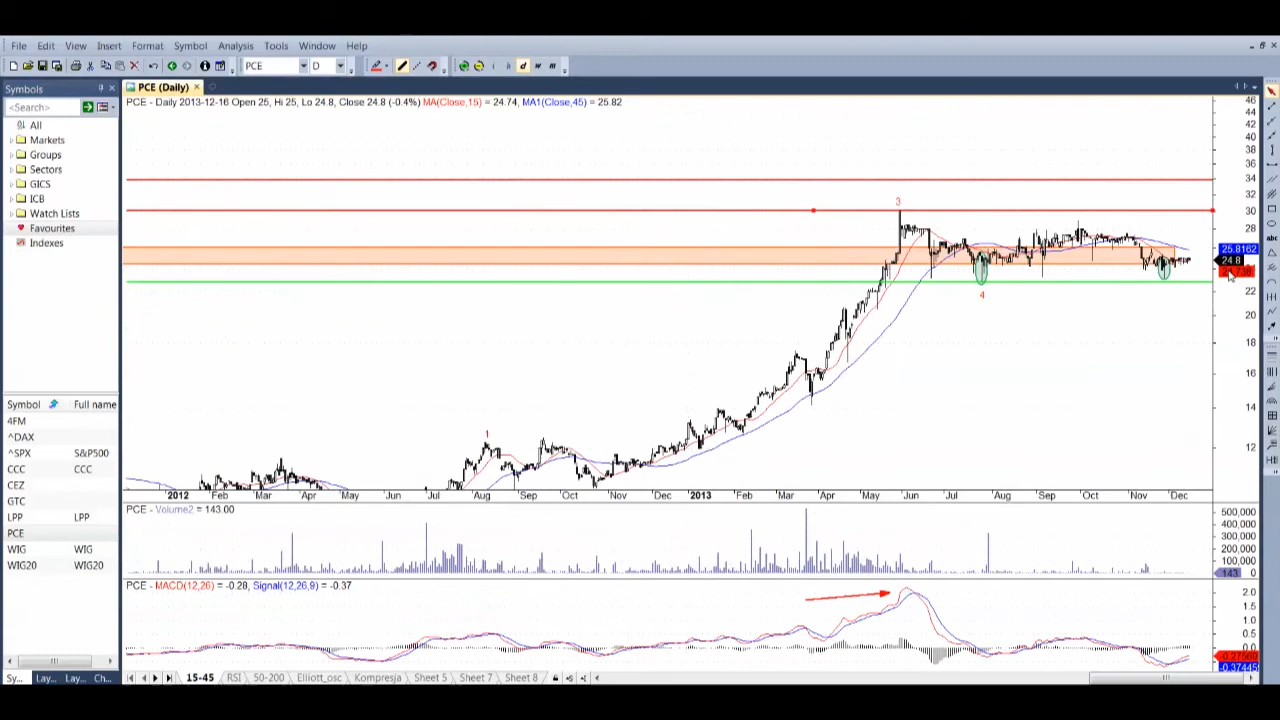 File Edit View Insert Format Symbol Analysis Tools Window Help
PCE D d w m
Symbols
PCE (Daily)
<Search>
All
Markets
Groups
Sectors
GICS
ICB
Watch Lists
Favourites
Indexes
Symbol Full name
4FM
^DAX
^SPX S&P500
CCC CCC
CEZ
GTC
LPP LPP
PCE
WIG WIG
WIG20 WIG20
Sy... Lay... Lay... Ch...
PCE - Daily 2013-12-16 Open 25, Hi 25, Lo 24.8, Close 24.8 (-0.4%) MA(Close,15) = 24.74, MA1(Close,45) = 25.82
46
44
42
40
38
36
34
32
30
28
25.8162
24.8
22
20
18
16
14
12
3
4
1
2012 Feb Mar Apr May Jun Jul Aug Sep Oct Nov Dec 2013 Feb Mar Apr May Jun Jul Aug Sep Oct Nov Dec
PCE - Volume2 = 143.00
500,000
400,000
300,000
200,000
100,000
143 0
PCE - MACD(12,26) = -0.28, Signal(12,26,9) = -0.37
2.0
1.5
1.0
0.5
0.0
15-45 RSI 50-200 Elliott_osc Kompresja Sheet 5 Sheet 7 Sheet 8